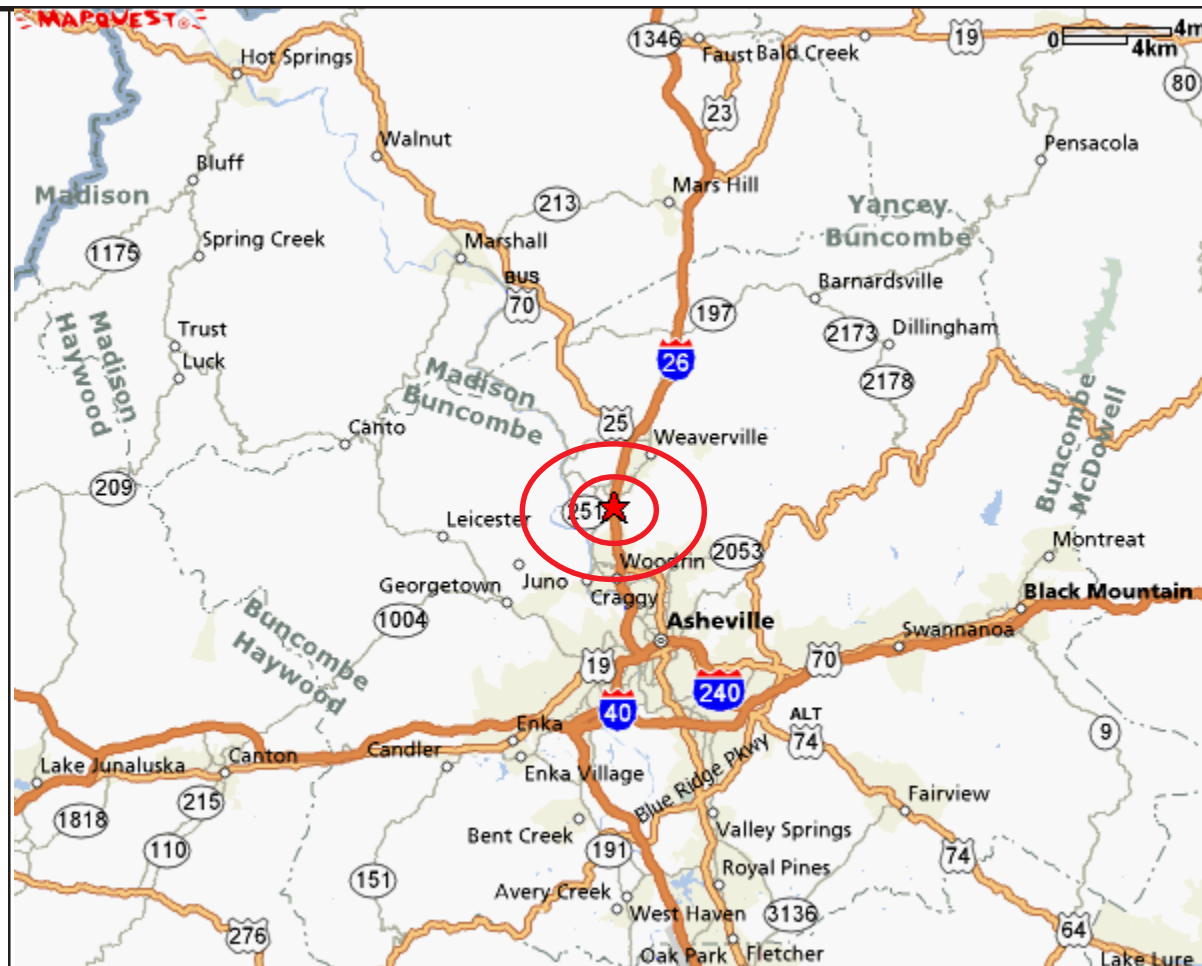 MAPQUEST
0 4m
4km
1346
Faust
Bald Creek
19
80
Hot Springs
23
Walnut
Pensacola
Bluff
Madison
213
Mars Hill
Yancey
Buncombe
1175
Spring Creek
Marshall
BUS
70
Barnardsville
197
2173
Dillingham
Trust
Luck
Madison
Haywood
26
2178
Madison
Buncombe
25
Buncombe
McDowell
Canto
Weaverville
209
251
Leicester
Woodfin
2053
Montreat
Juno
Georgetown
Craggy
Black Mountain
1004
Asheville
Swannanoa
Buncombe
Haywood
19
70
240
40
ALT
74
9
Enka
Candler
Canton
Lake Junaluska
Enka Village
Blue Ridge Pkwy
215
1818
Fairview
Bent Creek
Valley Springs
110
191
74
151
Royal Pines
Avery Creek
West Haven
3136
276
64
Oak Park
Fletcher
Lake Lure